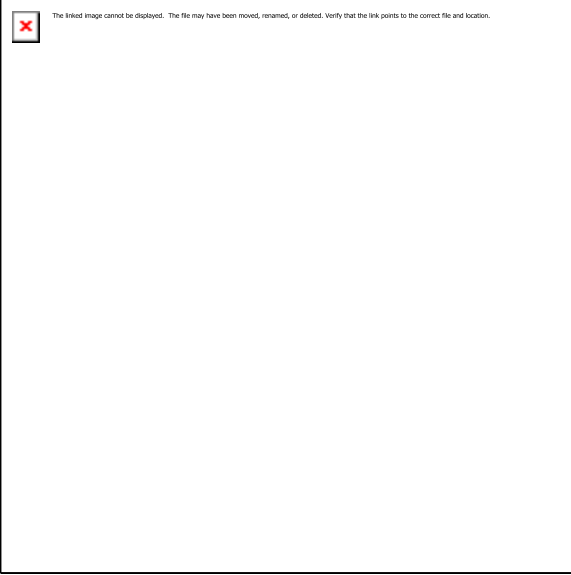 The linked image cannot be displayed.  The file may have been moved, renamed, or deleted. Verify that the link points to the correct file and location.